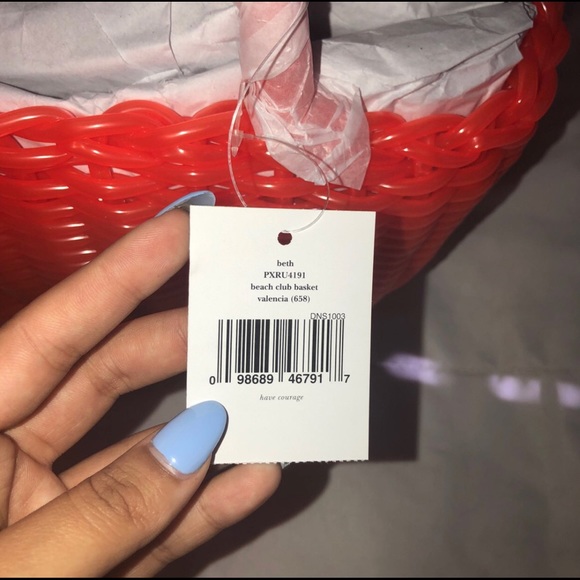 beth
PXRU4191
beach club basket
valencia (658)
DNS1003
0 98689 46791 7
have courage